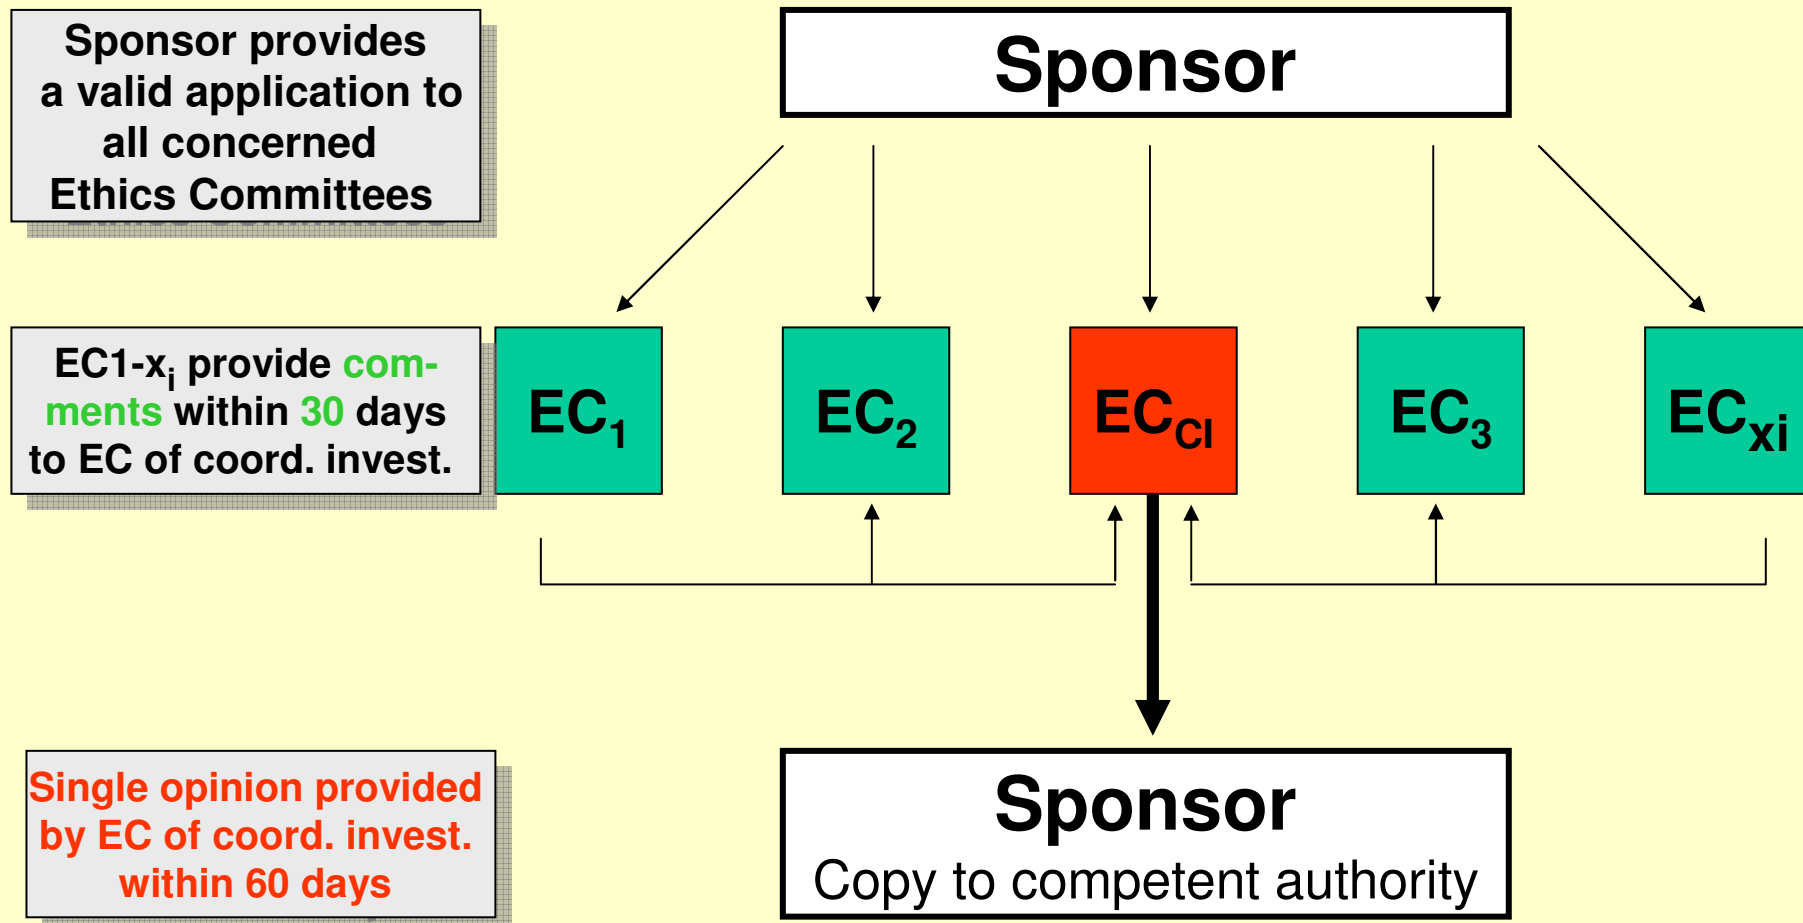 Sponsor provides
a valid application to
all concerned
Ethics Committees
Sponsor
EC1-xi provide com-
ments within 30 days
to EC of coord. invest.
EC1
EC2
ECCI
EC3
ECxi
Single opinion provided
by EC of coord. invest.
within 60 days
Sponsor
Copy to competent authority